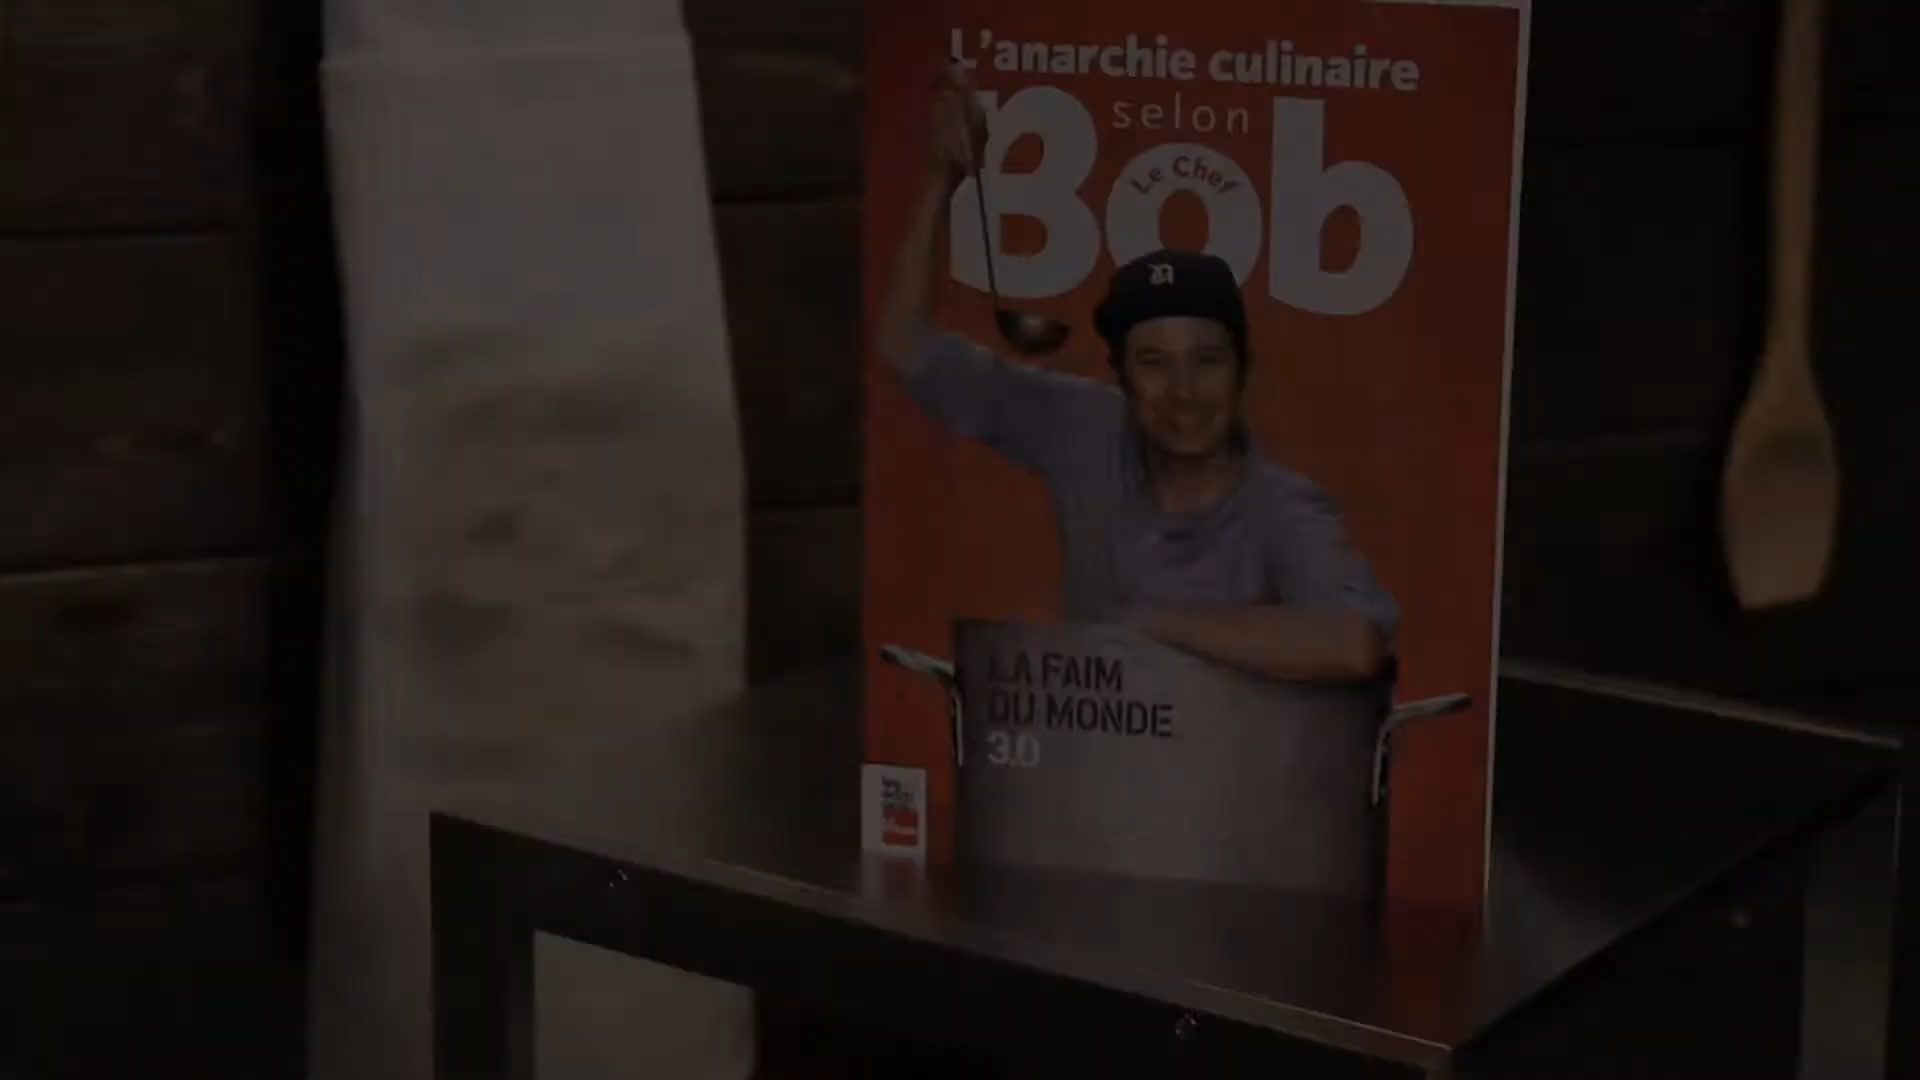 L'anarchie culinaire
selon
Bob
Le Chef
LA FAIM
DU MONDE
3.0